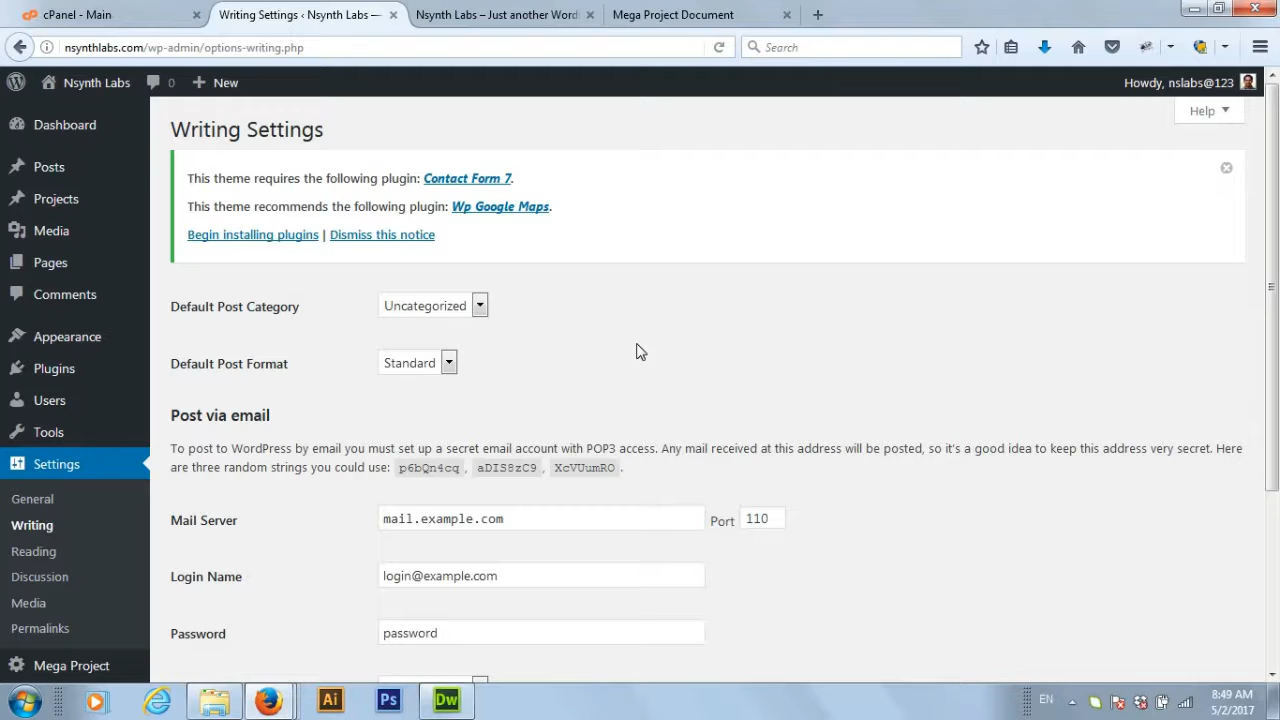 cPanel - Main
Writing Settings ‹ Nsynth Labs —
Nsynth Labs – Just another Word
Mega Project Document
nsynthlabs.com/wp-admin/options-writing.php
Search
Nsynth Labs
0
New
Howdy, nslabs@123
Dashboard
Posts
Projects
Media
Pages
Comments
Appearance
Plugins
Users
Tools
Settings
General
Writing
Reading
Discussion
Media
Permalinks
Mega Project
Help
Writing Settings
This theme requires the following plugin: Contact Form 7.
This theme recommends the following plugin: Wp Google Maps.
Begin installing plugins | Dismiss this notice
Default Post Category
Uncategorized
Default Post Format
Standard
Post via email
To post to WordPress by email you must set up a secret email account with POP3 access. Any mail received at this address will be posted, so it's a good idea to keep this address very secret. Here
are three random strings you could use: p6bQn4cq, aDIS8zC9, XcVUumRO.
Mail Server
mail.example.com
Port
110
Login Name
login@example.com
Password
password
Ai
Ps
Dw
EN
8:49 AM
5/2/2017